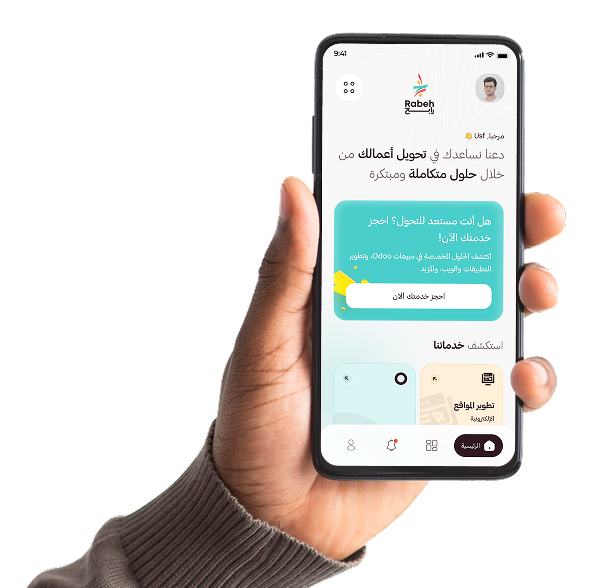 9:41
Rabeh
رابح
مرحبا, Usf 👋
دعنا نساعدك في تحويل أعمالك من
خلال حلول متكاملة ومبتكرة
هل أنت مستعد للتحول؟ احجز
خدمتك الآن!
اكتشف الحلول المخصصة في مبيعات Odoo، وتطوير
التطبيقات والويب، والمزيد
احجز خدمتك الان
استكشف خدماتنا
تطوير المواقع
الإلكترونية
الرئيسية